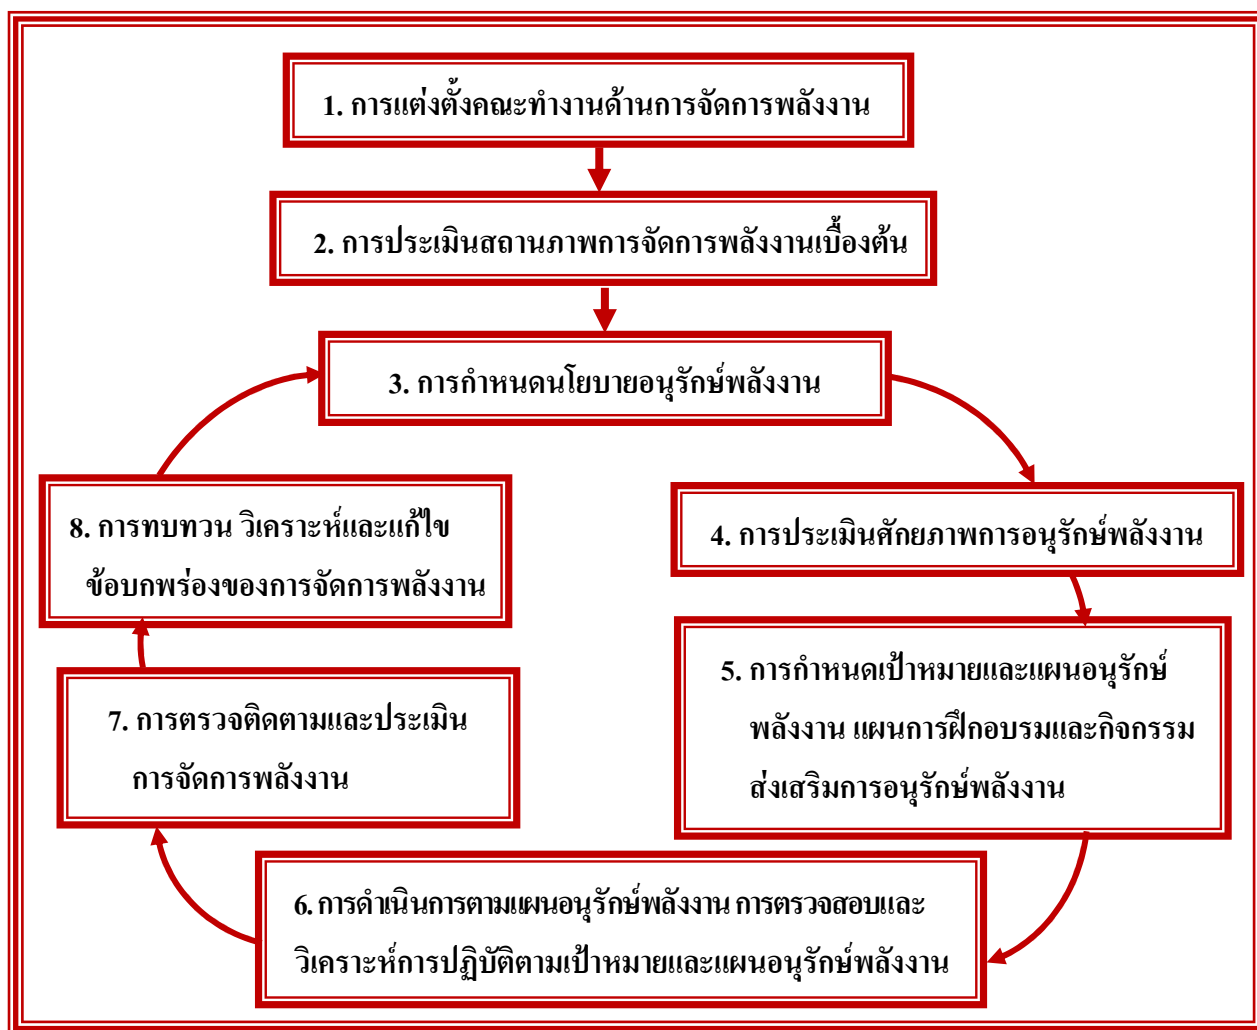 1. การแต่งตั้งคณะทำงานด้านการจัดการพลังงาน
2. การประเมินสถานภาพการจัดการพลังงานเบื้องต้น
3. การกำหนดนโยบายอนุรักษ์พลังงาน
4. การประเมินศักยภาพการอนุรักษ์พลังงาน
5. การกำหนดเป้าหมายและแผนอนุรักษ์
พลังงาน แผนการฝึกอบรมและกิจกรรม
ส่งเสริมการอนุรักษ์พลังงาน
6. การดำเนินการตามแผนอนุรักษ์พลังงาน การตรวจสอบและ
วิเคราะห์การปฏิบัติตามเป้าหมายและแผนอนุรักษ์พลังงาน
7. การตรวจติดตามและประเมิน
การจัดการพลังงาน
8. การทบทวน วิเคราะห์และแก้ไข
ข้อบกพร่องของการจัดการพลังงาน